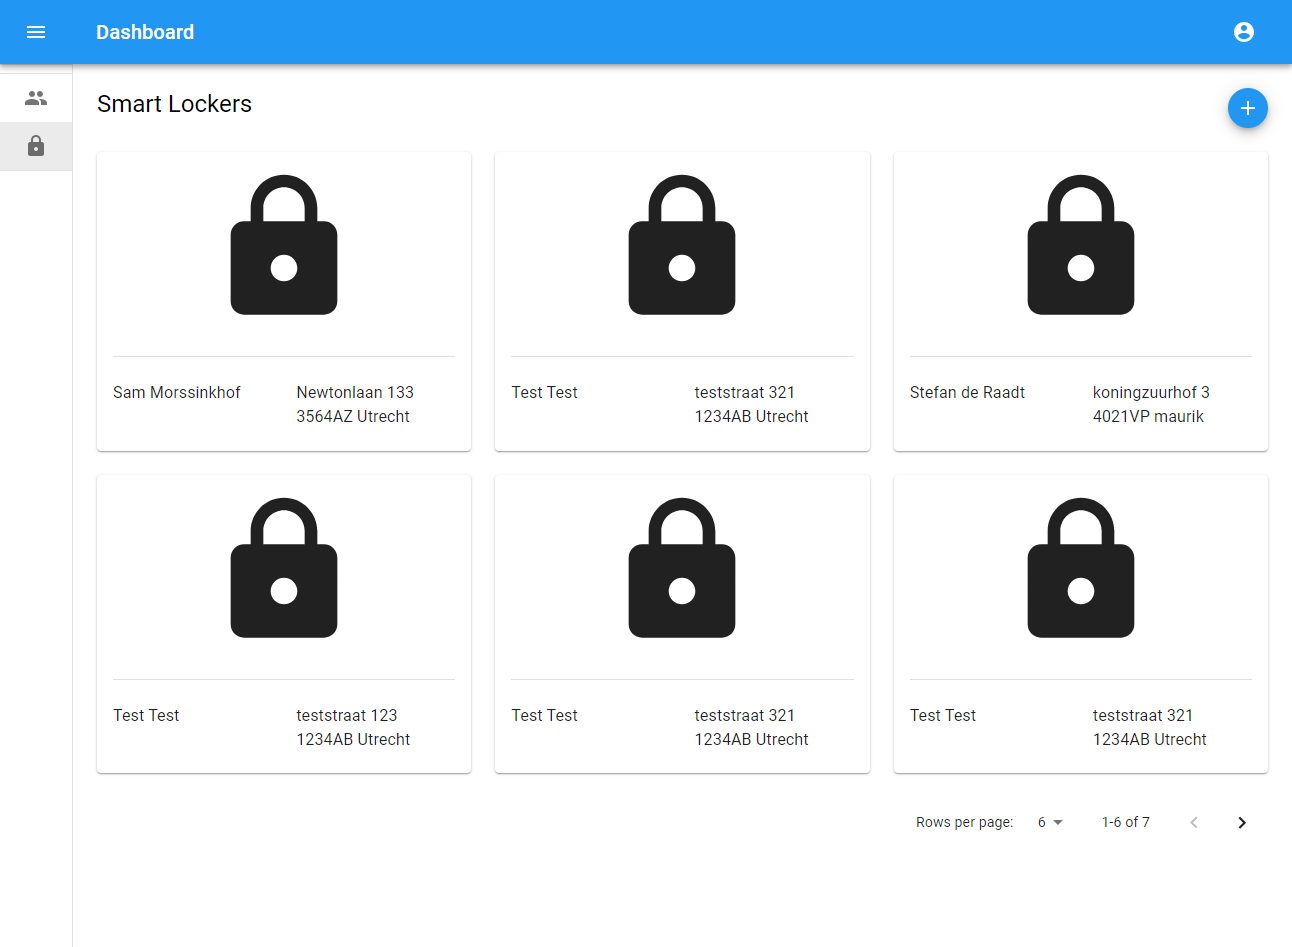 Dashboard
Smart Lockers
Sam Morssinkhof
Newtonlaan 133
3564AZ Utrecht
Test Test
teststraat 321
1234AB Utrecht
Stefan de Raadt
koningzuurhof 3
4021VP maurik
Test Test
teststraat 123
1234AB Utrecht
Test Test
teststraat 321
1234AB Utrecht
Test Test
teststraat 321
1234AB Utrecht
Rows per page: 6 1-6 of 7